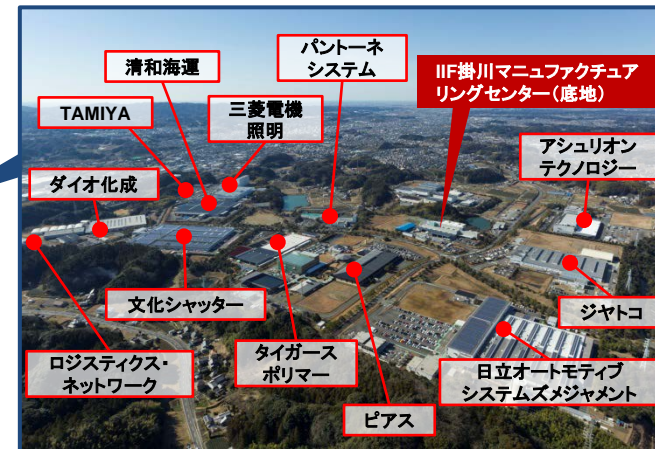 パントーネ
システム
清和海運
IIF掛川マニュファクチュア
リングセンター(底地)
TAMIYA
三菱電機
照明
アシュリオン
テクノロジー
ダイオ化成
文化シャッター
ジヤトコ
ロジスティクス・
ネットワーク
タイガース
ポリマー
日立オートモティブ
システムズメジャメント
ピアス